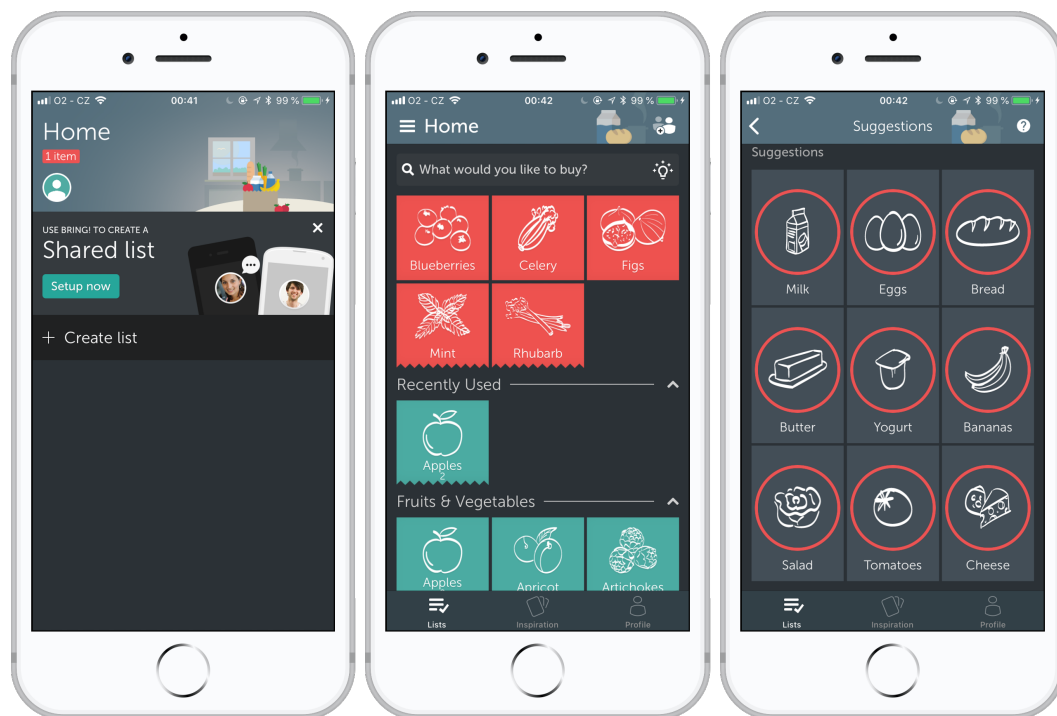 O2 - CZ 00:41 99 %
Home
1 item
USE BRING! TO CREATE A
Shared list
Setup now
+ Create list
O2 - CZ 00:42 99 %
Home
What would you like to buy?
Blueberries Celery Figs
Mint Rhubarb
Recently Used
Apples
2
Fruits & Vegetables
Apples Apricot Artichokes
Lists Inspiration Profile
O2 - CZ 00:42 99 %
Suggestions ?
Suggestions
Milk Eggs Bread
Butter Yogurt Bananas
Salad Tomatoes Cheese
Lists Inspiration Profile